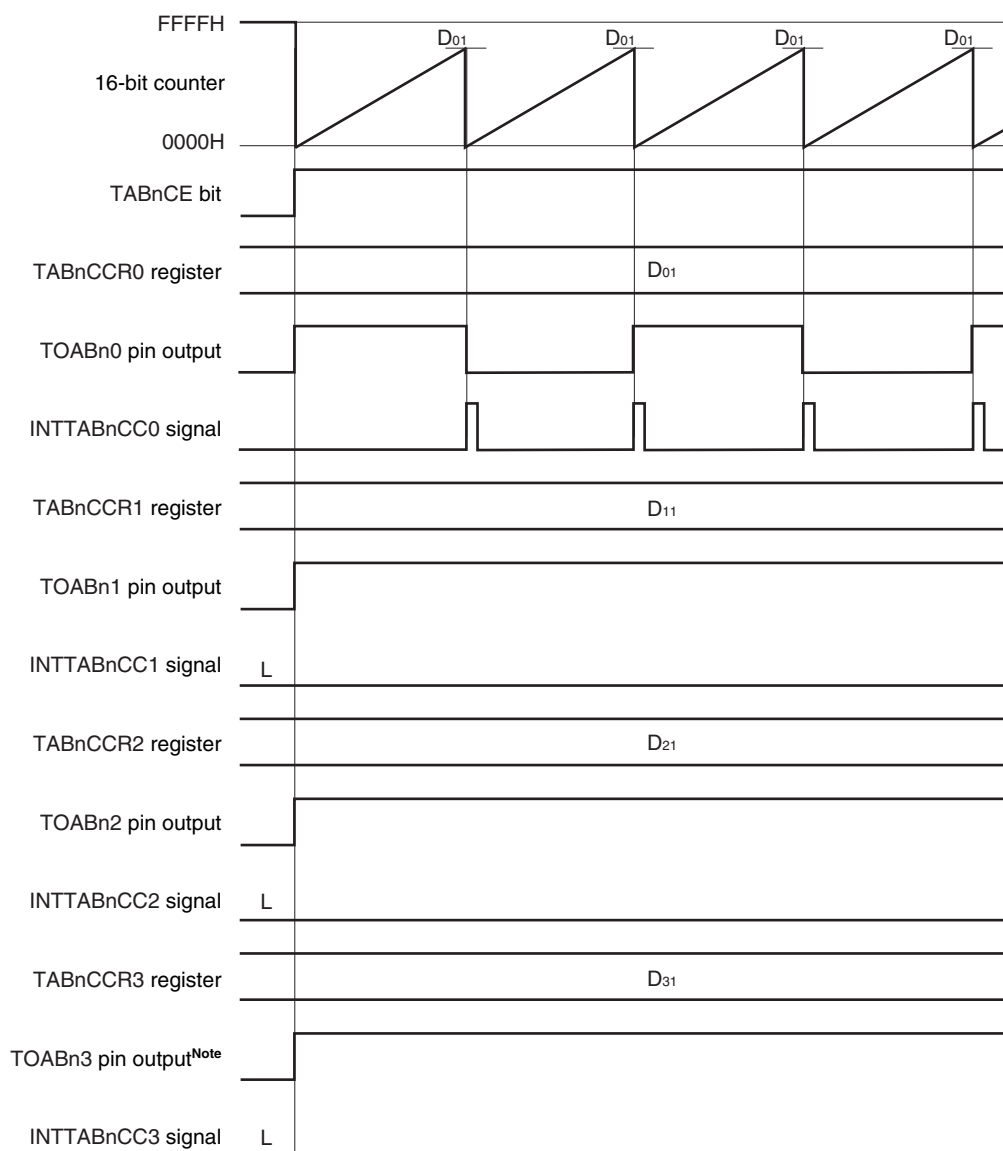 FFFFH
D01 D01 D01 D01
16-bit counter
0000H
TABnCE bit
TABnCCR0 register D01
TOABn0 pin output
INTTABnCC0 signal
TABnCCR1 register D11
TOABn1 pin output
INTTABnCC1 signal L
TABnCCR2 register D21
TOABn2 pin output
INTTABnCC2 signal L
TABnCCR3 register D31
TOABn3 pin outputNote
INTTABnCC3 signal L